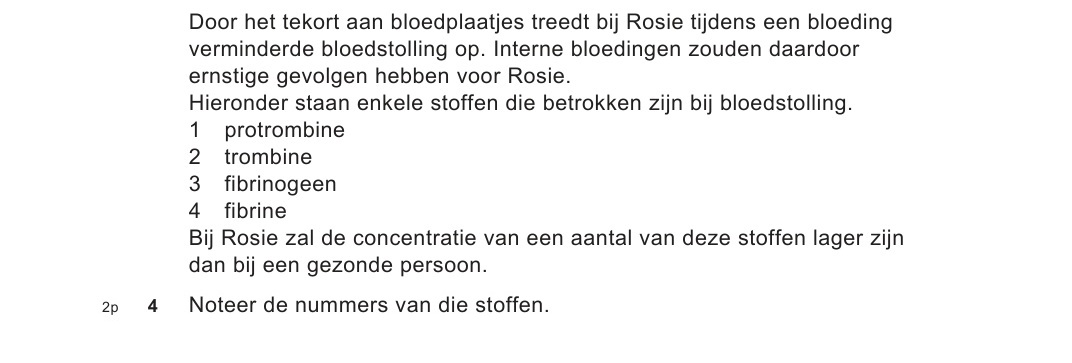 Door het tekort aan bloedplaatjes treedt bij Rosie tijdens een bloeding
verminderde bloedstolling op. Interne bloedingen zouden daardoor
ernstige gevolgen hebben voor Rosie.
Hieronder staan enkele stoffen die betrokken zijn bij bloedstolling.
1 protrombine
2 trombine
3 fibrinogeen
4 fibrine
Bij Rosie zal de concentratie van een aantal van deze stoffen lager zijn
dan bij een gezonde persoon.
2p 4 Noteer de nummers van die stoffen.